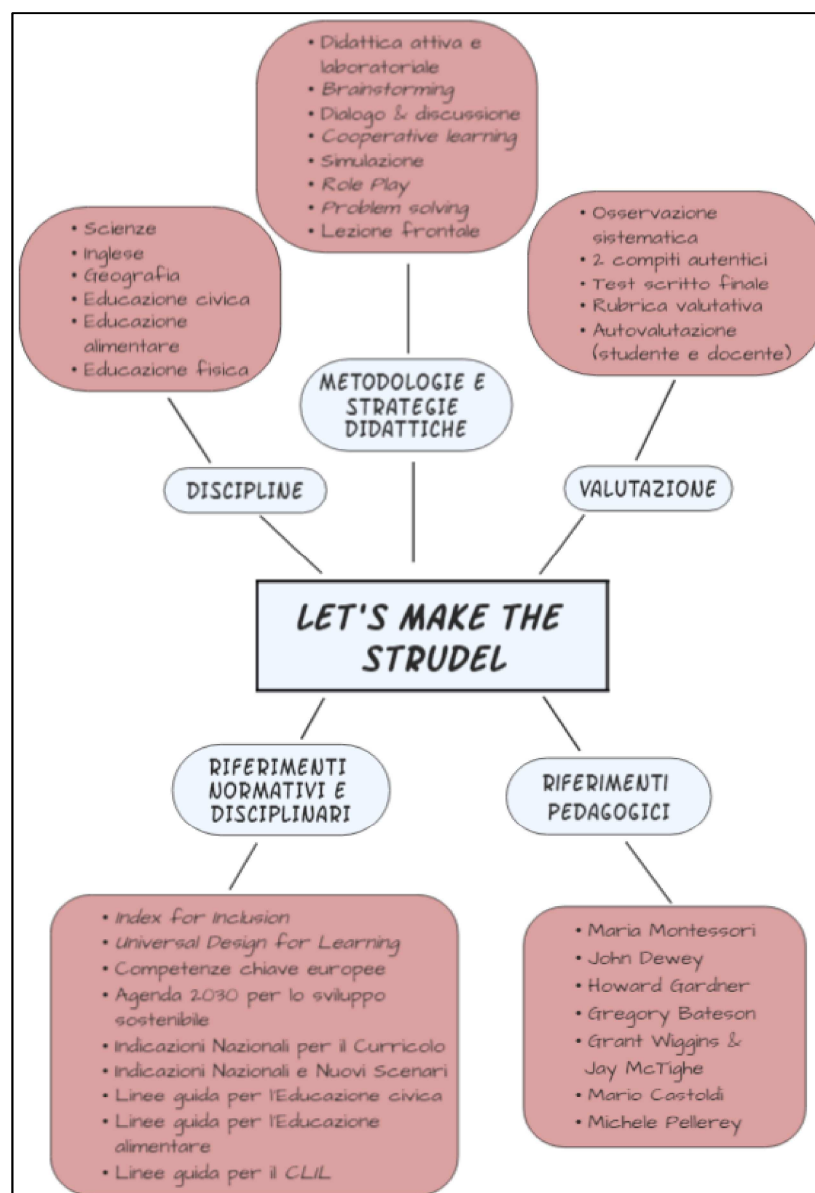 • Didattica attiva e
laboratoriale
• Brainstorming
• Dialogo & discussione
• Cooperative learning
• Simulazione
• Role Play
• Problem solving
• Lezione frontale
• Scienze
• Inglese
• Geografia
• Educazione civica
• Educazione
alimentare
• Educazione fisica
• Osservazione
sistematica
• 2 compiti autentici
• Test scritto finale
• Rubrica valutativa
• Autovalutazione
(studente e docente)
METODOLOGIE E
STRATEGIE
DIDATTICHE
DISCIPLINE
VALUTAZIONE
LET'S MAKE THE
STRUDEL
RIFERIMENTI
NORMATIVI E
DISCIPLINARI
RIFERIMENTI
PEDAGOGICI
• Index for Inclusion
• Universal Design for Learning
• Competenze chiave europee
• Agenda 2030 per lo sviluppo
sostenibile
• Indicazioni Nazionali per il Curricolo
• Indicazioni Nazionali e Nuovi Scenari
• Linee guida per l'Educazione civica
• Linee guida per l'Educazione
alimentare
• Linee guida per il CLIL
• Maria Montessori
• John Dewey
• Howard Gardner
• Gregory Bateson
• Grant Wiggins &
Jay McTighe
• Mario Castoldi
• Michele Pellerey